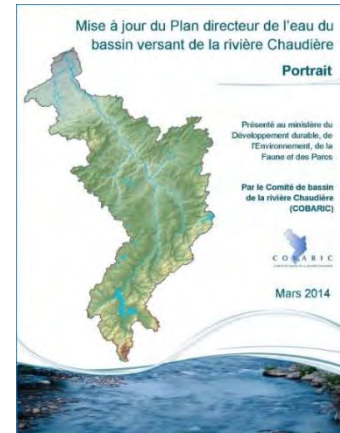 Mise à jour du Plan directeur de l'eau du
bassin versant de la rivière Chaudière
Portrait
Présenté au ministère du
Développement durable, de
l'Environnement, de la
Faune et des Parcs
Par le Comité de bassin
de la rivière Chaudière
(COBARIC)
COBARIC
Mars 2014